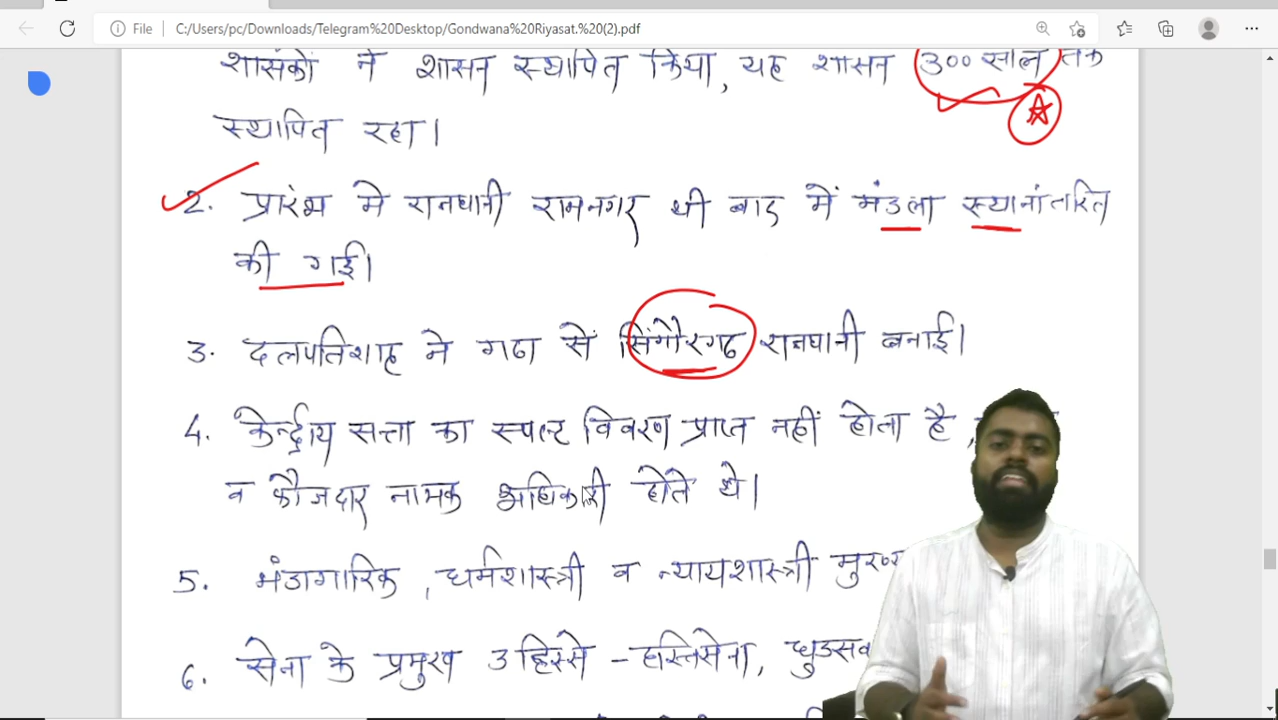 File C:/Users/pc/Downloads/Telegram%20Desktop/Gondwana%20Riyasat.%20(2).pdf
शासकों ने शासन स्थापित किया, यह शासन 300 साल तक
स्थापित रहा।
2. प्रारंभ मे राजधानी रामनगर थी बाद में मंडला स्थानांतरित
की गई।
3. दलपतिशाह ने गढा से सिंगौरगढ राजधानी बनाई।
4. केन्द्रीय सत्ता का स्पष्ट विवरण प्राप्त नहीं होता है,
व फौजदार नामक अधिकारी होते थे।
5. भंडागारिक, धर्मशास्त्री व न्यायशास्त्री
6. सेना के प्रमुख 3 हिस्से - हस्तिसेना,